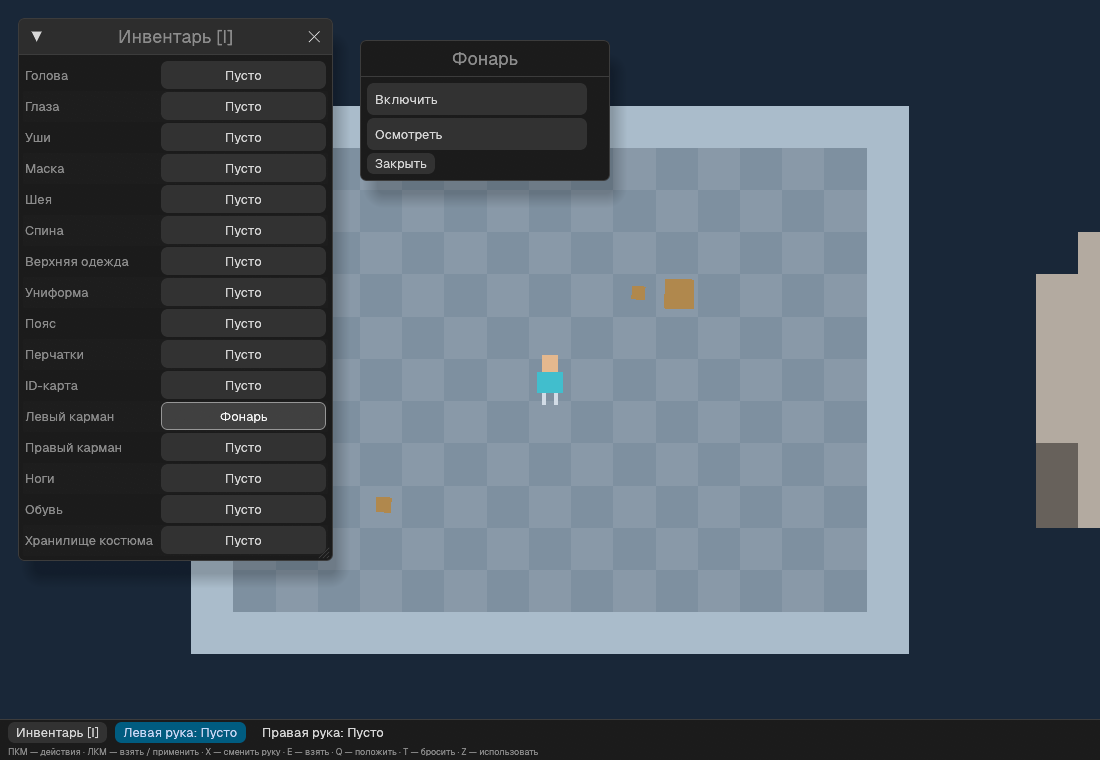 ▼ Инвентарь [I]
Голова Пусто
Глаза Пусто
Уши Пусто
Маска Пусто
Шея Пусто
Спина Пусто
Верхняя одежда Пусто
Униформа Пусто
Пояс Пусто
Перчатки Пусто
ID-карта Пусто
Левый карман Фонарь
Правый карман Пусто
Ноги Пусто
Обувь Пусто
Хранилище костюма Пусто
Фонарь
Включить
Осмотреть
Закрыть
Инвентарь [I] Левая рука: Пусто Правая рука: Пусто
ПКМ — действия · ЛКМ — взять / применить · X — сменить руку · E — взять · Q — положить · T — бросить · Z — использовать